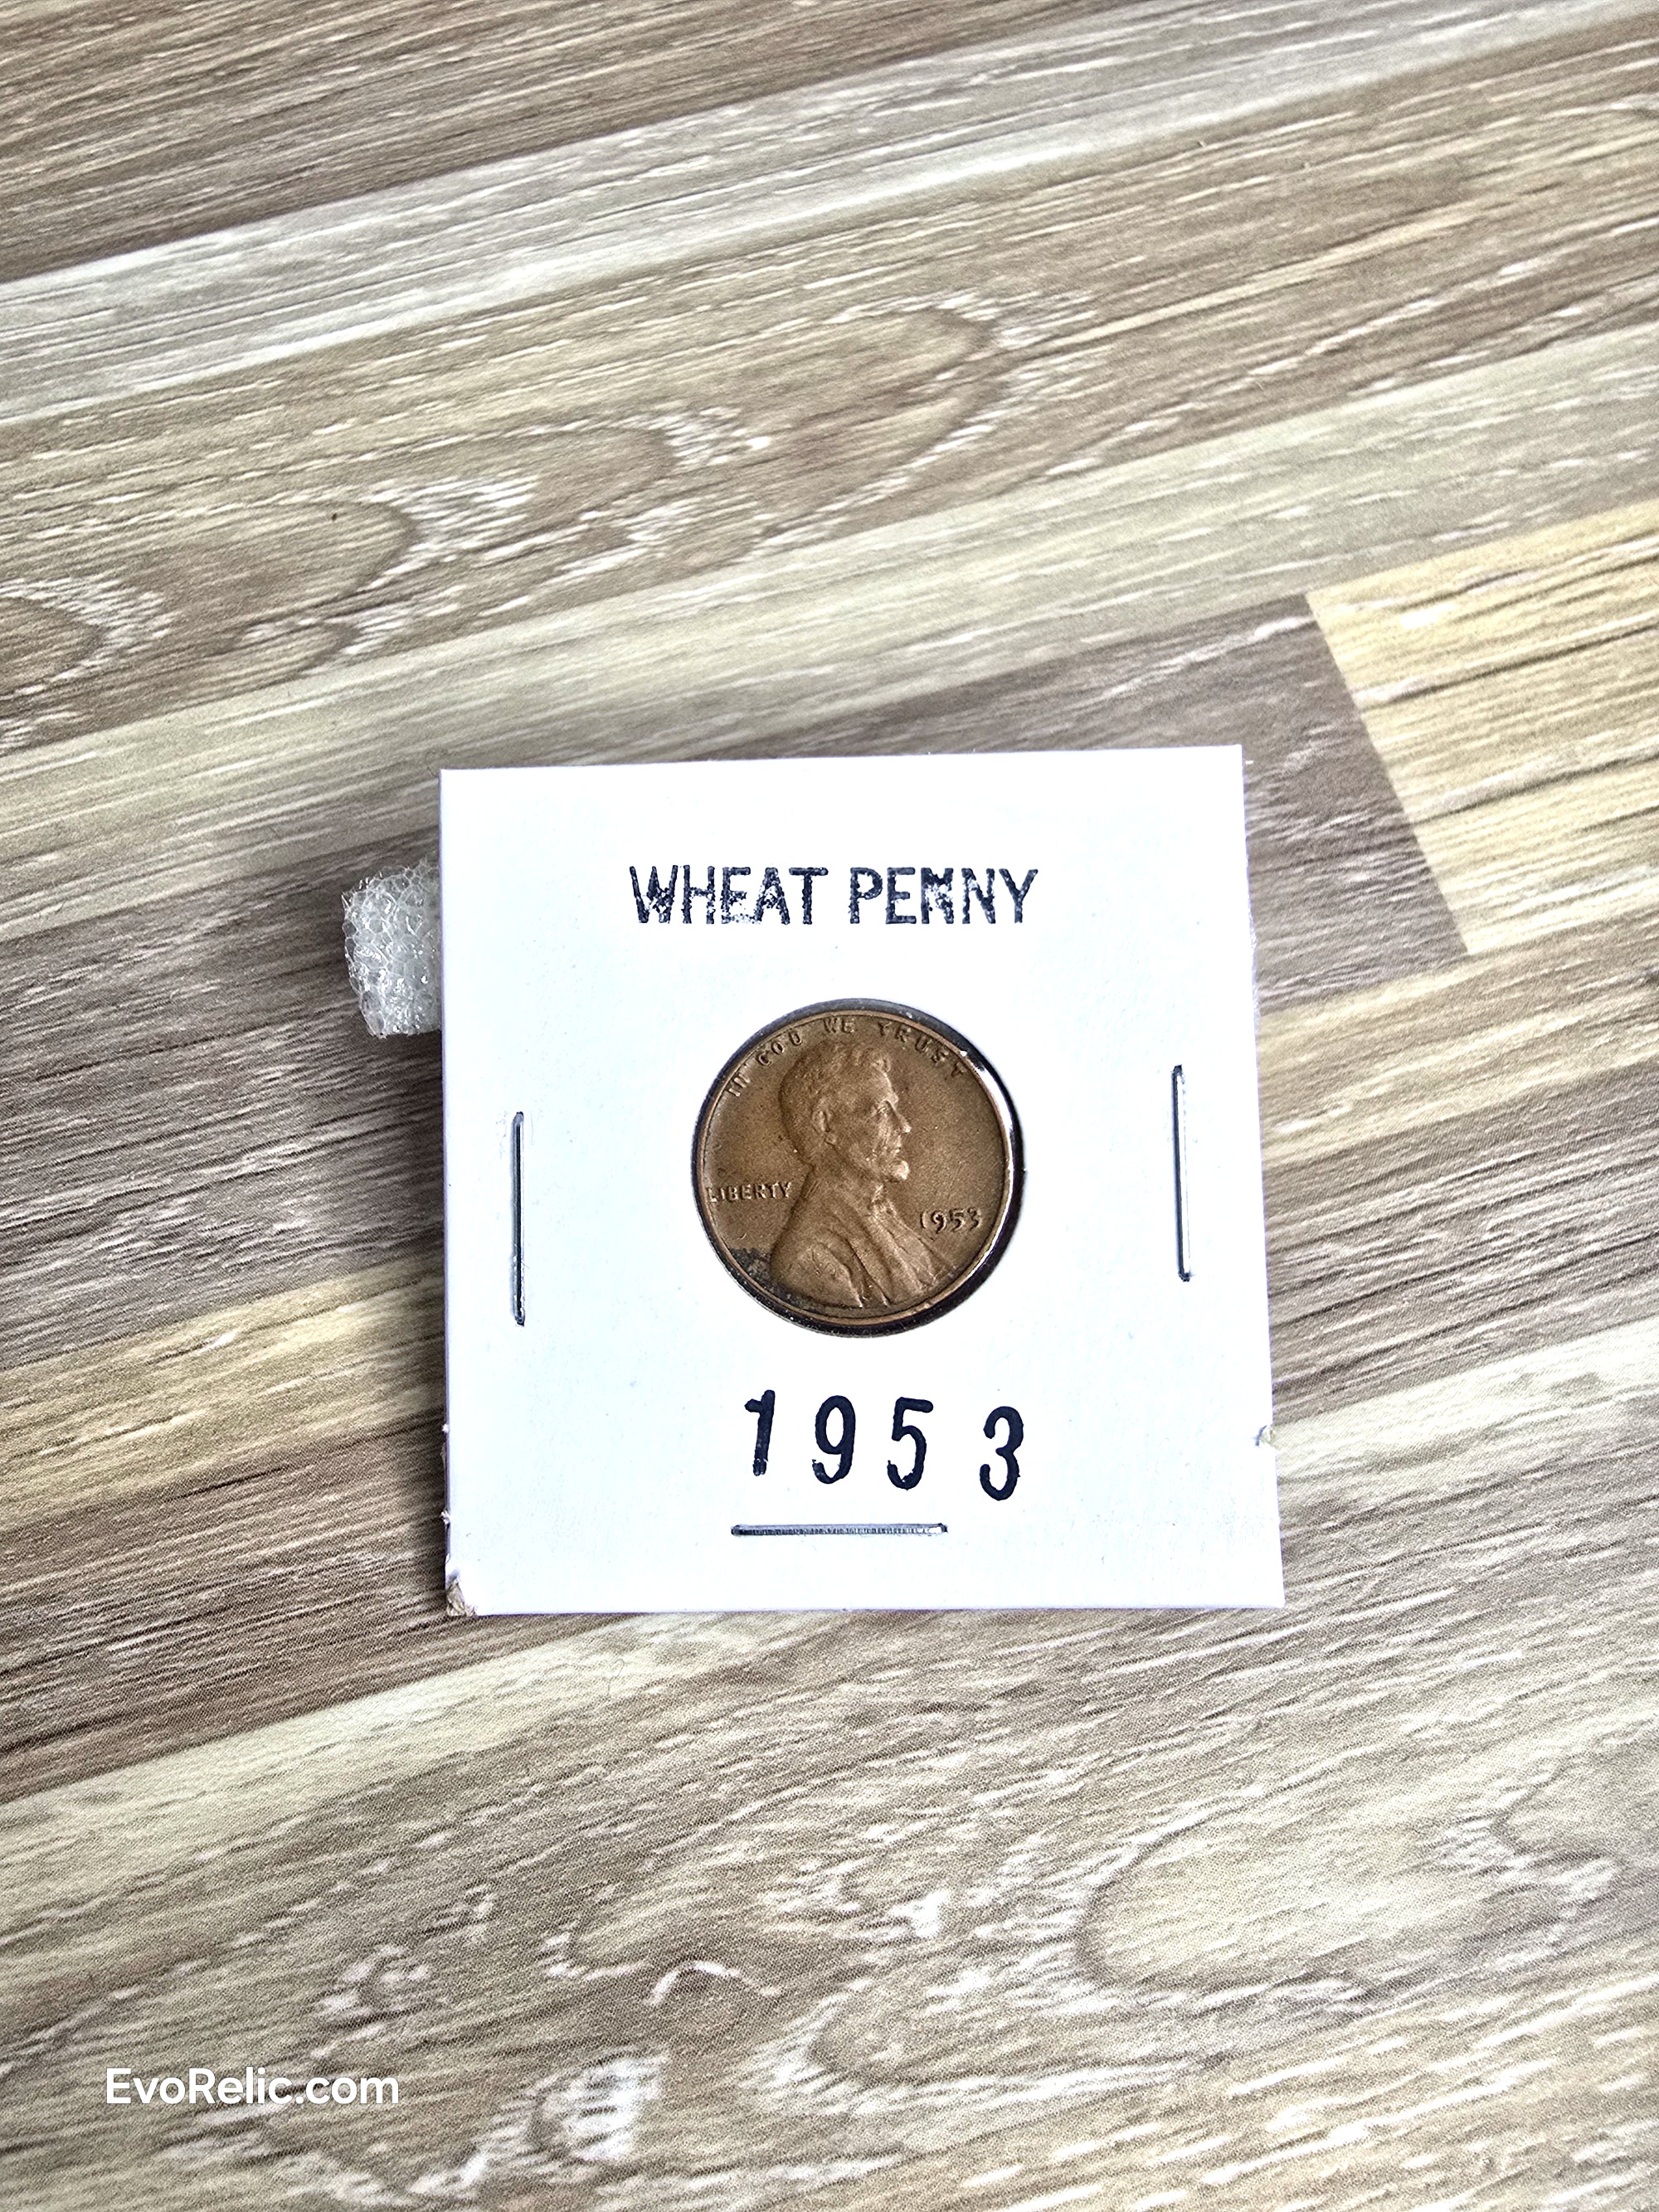 WHEAT PENNY
IN GOD WE TRUST
LIBERTY
1953
1953
EvoRelic.com